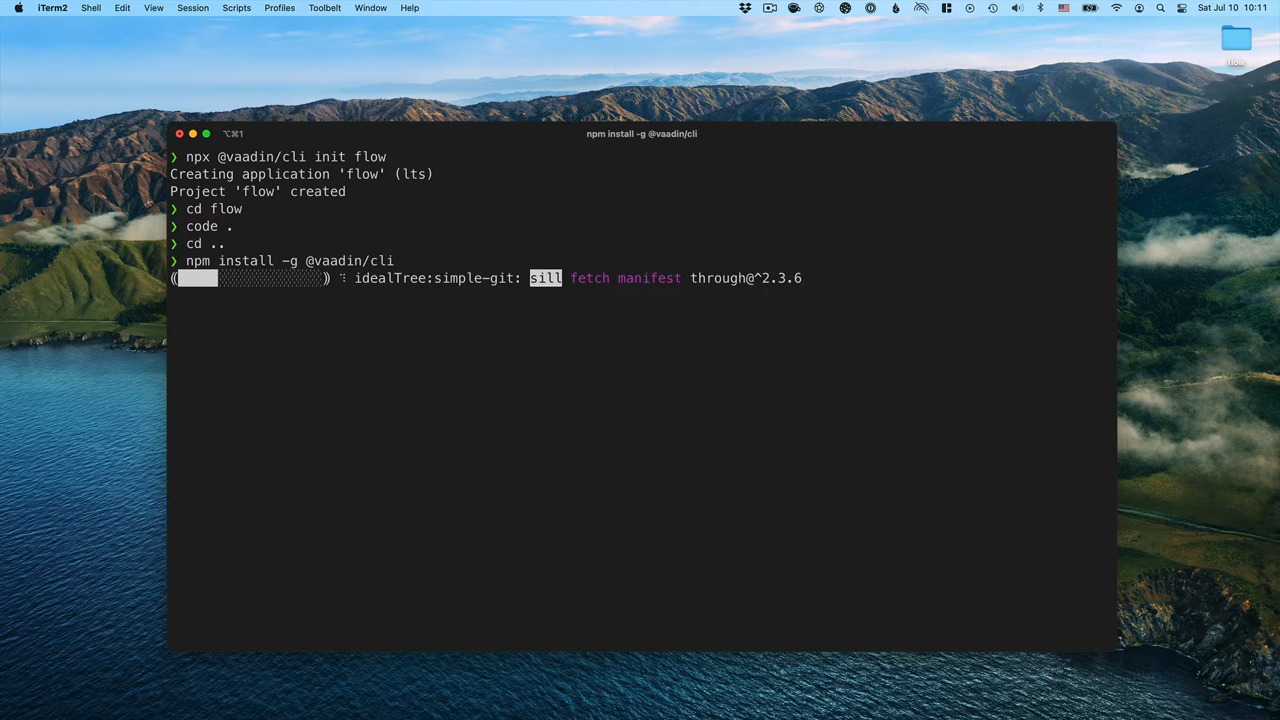 iTerm2 Shell Edit View Session Scripts Profiles Toolbelt Window Help Sat Jul 10 10:11
flow
⌥⌘1 npm install -g @vaadin/cli
❯ npx @vaadin/cli init flow
Creating application 'flow' (lts)
Project 'flow' created
❯ cd flow
❯ code .
❯ cd ..
❯ npm install -g @vaadin/cli
idealTree:simple-git: sill fetch manifest through@^2.3.6